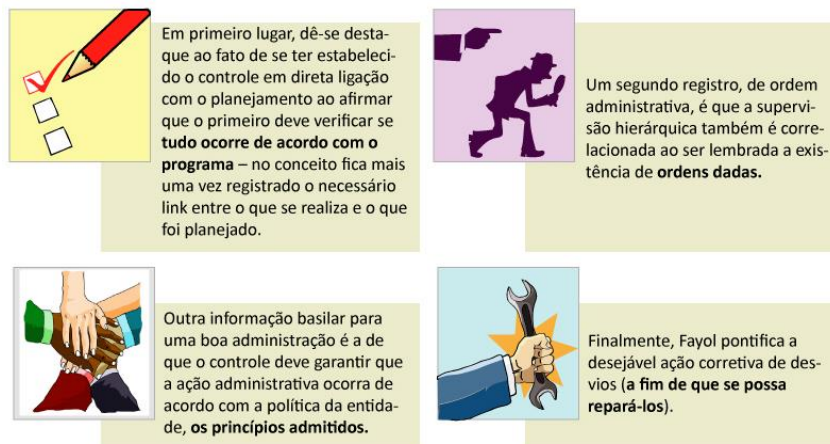 Em primeiro lugar, dê-se desta-
que ao fato de se ter estabeleci-
do o controle em direta ligação
com o planejamento ao afirmar
que o primeiro deve verificar se
tudo ocorre de acordo com o
programa – no conceito fica mais
uma vez registrado o necessário
link entre o que se realiza e o que
foi planejado.
Um segundo registro, de ordem
administrativa, é que a supervi-
são hierárquica também é corre-
lacionada ao ser lembrada a exis-
tência de ordens dadas.
Outra informação basilar para
uma boa administração é a de
que o controle deve garantir que
a ação administrativa ocorra de
acordo com a política da entida-
de, os princípios admitidos.
Finalmente, Fayol pontifica a
desejável ação corretiva de des-
vios (a fim de que se possa
repará-los).